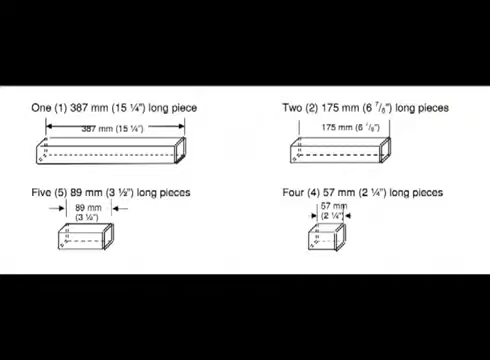 One (1) 387 mm (15 ¼") long piece
387 mm (15 ¼")
Two (2) 175 mm (6 ⁷/₈") long pieces
175 mm (6 ⁷/₈")
Five (5) 89 mm (3 ½") long pieces
89 mm
(3 ½")
Four (4) 57 mm (2 ¼") long pieces
57 mm
(2 ¼")